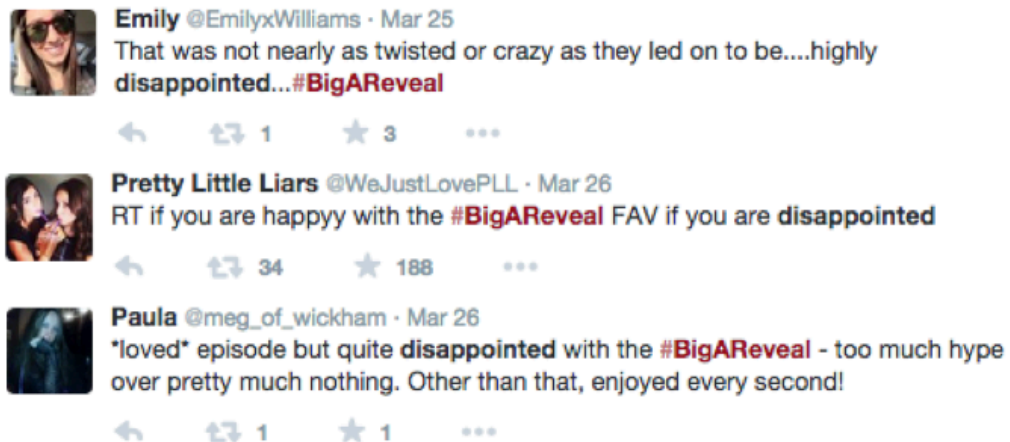 Emily @EmilyxWilliams · Mar 25
That was not nearly as twisted or crazy as they led on to be....highly
disappointed...#BigAReveal
1 3
Pretty Little Liars @WeJustLovePLL · Mar 26
RT if you are happyy with the #BigAReveal FAV if you are disappointed
34 188
Paula @meg_of_wickham · Mar 26
*loved* episode but quite disappointed with the #BigAReveal - too much hype
over pretty much nothing. Other than that, enjoyed every second!
1 1